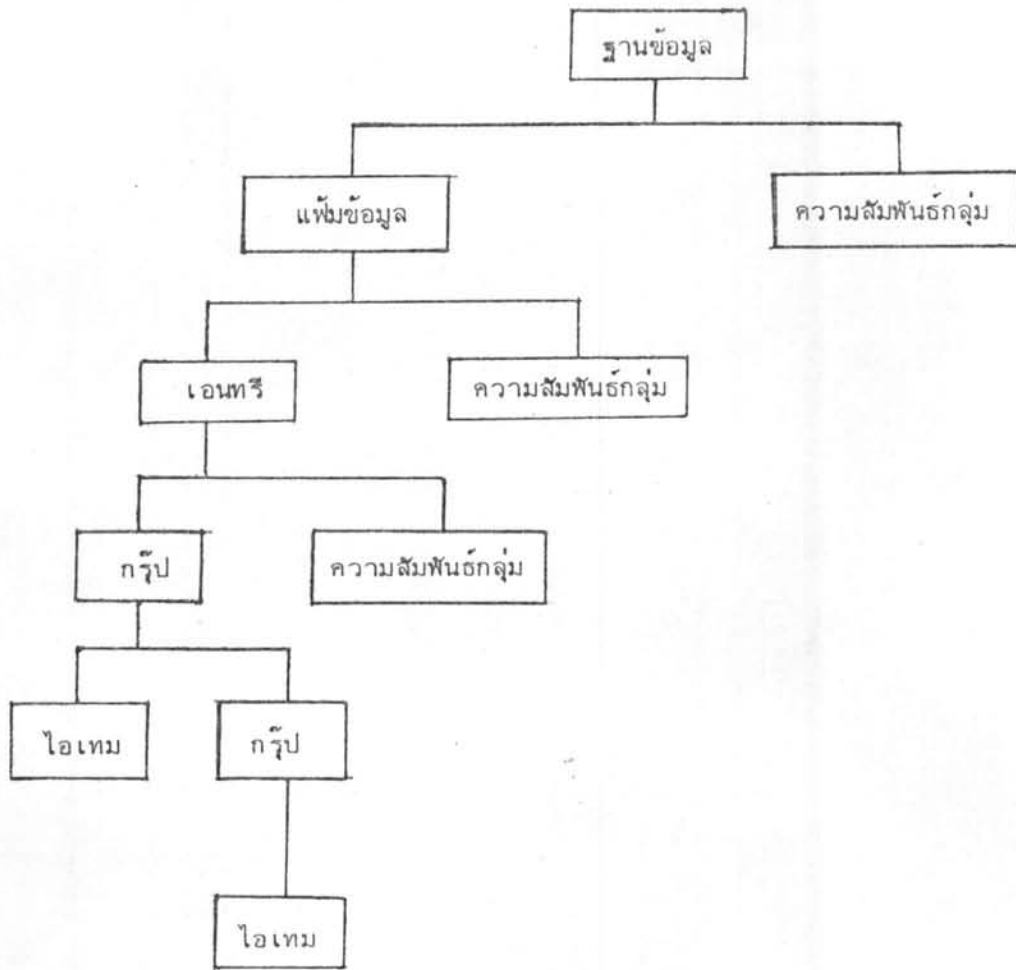 ฐานข้อมูล
แฟ้มข้อมูล
ความสัมพันธ์กลุ่ม
เอนทรี
ความสัมพันธ์กลุ่ม
กรุ๊ป
ความสัมพันธ์กลุ่ม
ไอเทม
กรุ๊ป
ไอเทม